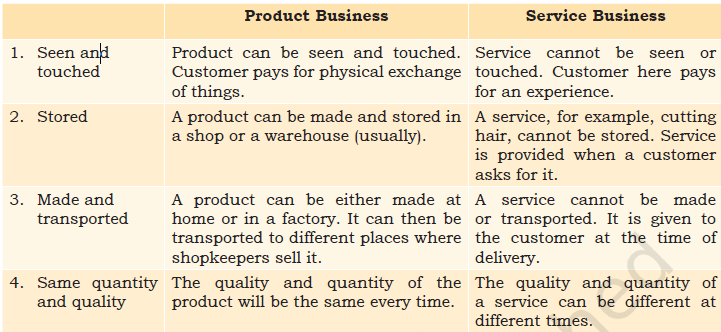 Product Business Service Business
1. Seen and Product can be seen and touched. Service cannot be seen or
touched Customer pays for physical exchange touched. Customer here pays
of things. for an experience.
2. Stored A product can be made and stored in A service, for example, cutting
a shop or a warehouse (usually). hair, cannot be stored. Service
is provided when a customer
asks for it.
3. Made and A product can be either made at A service cannot be made
transported home or in a factory. It can then be or transported. It is given to
transported to different places where the customer at the time of
shopkeepers sell it. delivery.
4. Same quantity The quality and quantity of the The quality and quantity of
and quality product will be the same every time. a service can be different at
different times.